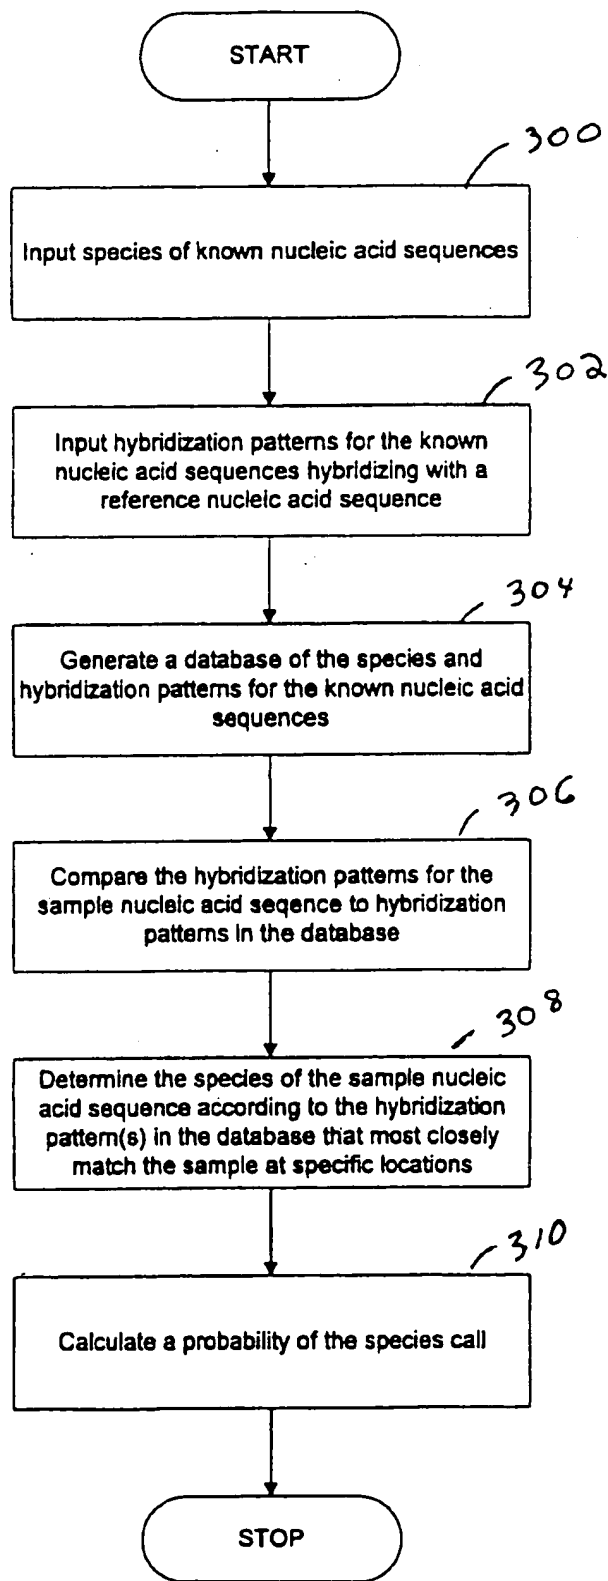 START
300
Input species of known nucleic acid sequences
302
Input hybridization patterns for the known
nucleic acid sequences hybridizing with a
reference nucleic acid sequence
304
Generate a database of the species and
hybridization patterns for the known nucleic acid
sequences
306
Compare the hybridization patterns for the
sample nucleic acid seqence to hybridization
patterns in the database
308
Determine the species of the sample nucleic
acid sequence according to the hybridization
pattern(s) in the database that most closely
match the sample at specific locations
310
Calculate a probability of the species call
STOP